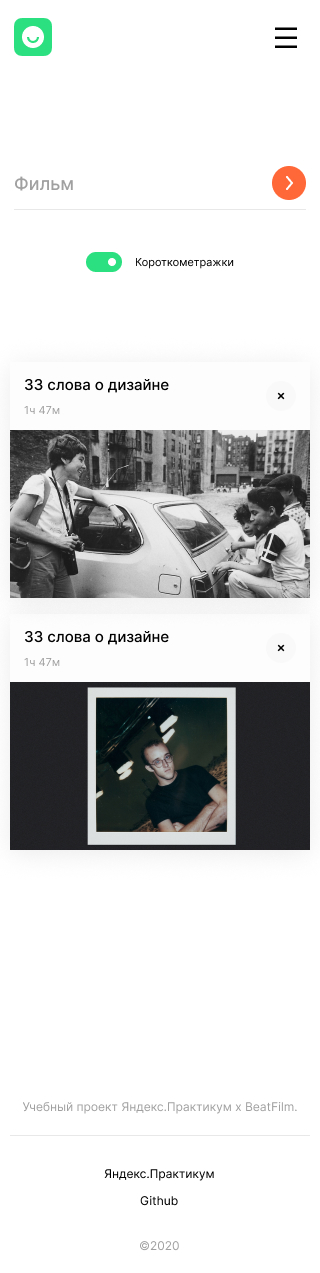 Фильм
Короткометражки
33 слова о дизайне
1ч 47м
33 слова о дизайне
1ч 47м
Учебный проект Яндекс.Практикум х BeatFilm.
Яндекс.Практикум
Github
©2020